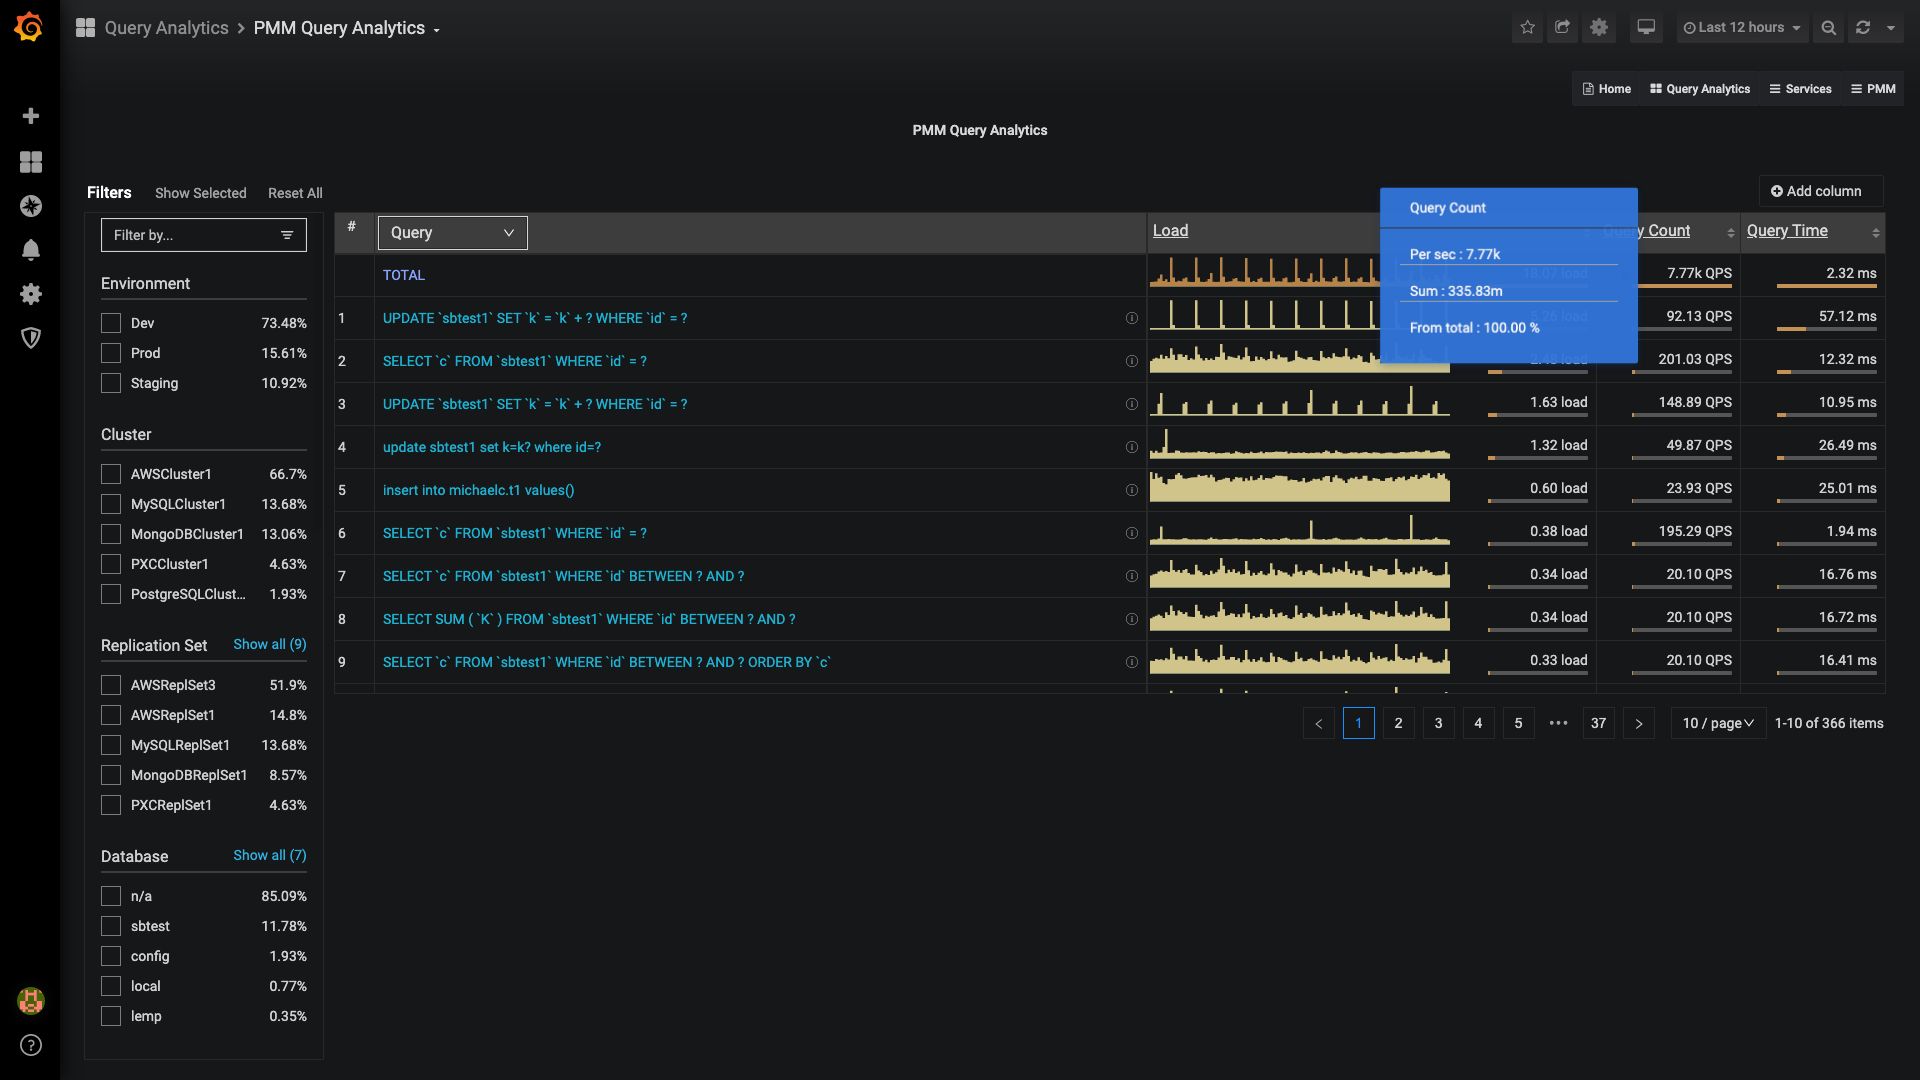 Query Analytics > PMM Query Analytics
Last 12 hours
Home Query Analytics Services PMM
PMM Query Analytics
Filters Show Selected Reset All
Add column
Filter by...
Environment
Dev 73.48%
Prod 15.61%
Staging 10.92%
Cluster
AWSCluster1 66.7%
MySQLCluster1 13.68%
MongoDBCluster1 13.06%
PXCCluster1 4.63%
PostgreSQLClust... 1.93%
Replication Set Show all (9)
AWSReplSet3 51.9%
AWSReplSet1 14.8%
MySQLReplSet1 13.68%
MongoDBReplSet1 8.57%
PXCReplSet1 4.63%
Database Show all (7)
n/a 85.09%
sbtest 11.78%
config 1.93%
local 0.77%
lemp 0.35%
# Query Load Query Count Query Time
TOTAL 18.07 load 7.77k QPS 2.32 ms
1 UPDATE `sbtest1` SET `k` = `k` + ? WHERE `id` = ? 5.26 load 92.13 QPS 57.12 ms
2 SELECT `c` FROM `sbtest1` WHERE `id` = ? 2.48 load 201.03 QPS 12.32 ms
3 UPDATE `sbtest1` SET `k` = `k` + ? WHERE `id` = ? 1.63 load 148.89 QPS 10.95 ms
4 update sbtest1 set k=k? where id=? 1.32 load 49.87 QPS 26.49 ms
5 insert into michaelc.t1 values() 0.60 load 23.93 QPS 25.01 ms
6 SELECT `c` FROM `sbtest1` WHERE `id` = ? 0.38 load 195.29 QPS 1.94 ms
7 SELECT `c` FROM `sbtest1` WHERE `id` BETWEEN ? AND ? 0.34 load 20.10 QPS 16.76 ms
8 SELECT SUM ( `K` ) FROM `sbtest1` WHERE `id` BETWEEN ? AND ? 0.34 load 20.10 QPS 16.72 ms
9 SELECT `c` FROM `sbtest1` WHERE `id` BETWEEN ? AND ? ORDER BY `c` 0.33 load 20.10 QPS 16.41 ms
Query Count
Per sec : 7.77k
Sum : 335.83m
From total : 100.00 %
< 1 2 3 4 5 ••• 37 > 10 / page 1-10 of 366 items